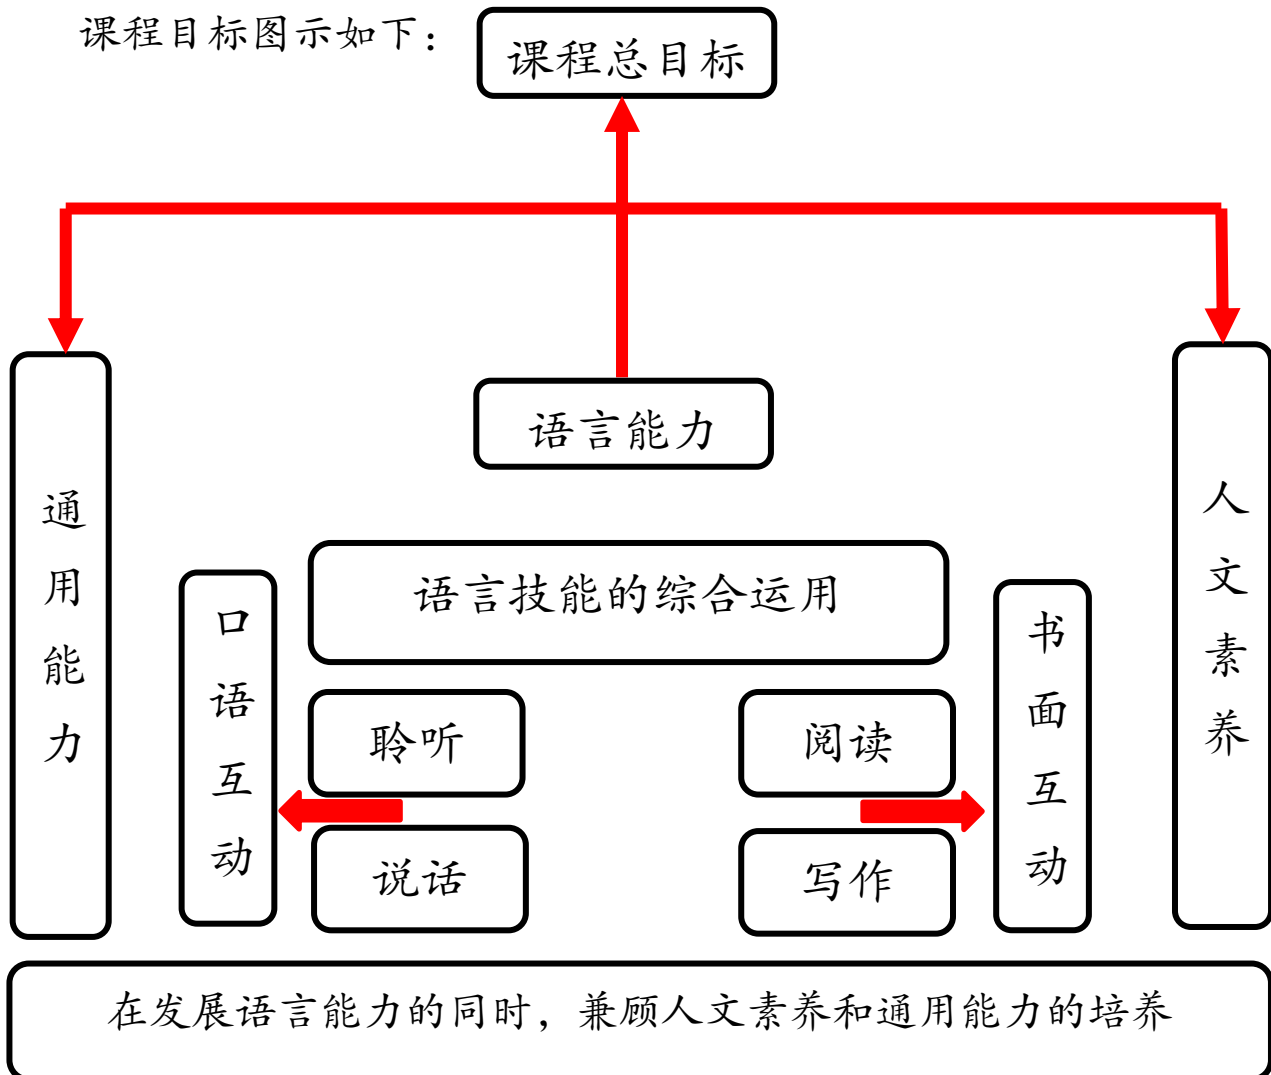 课程目标图示如下：
课程总目标
语言能力
通用能力
人文素养
语言技能的综合运用
口语互动
书面互动
聆听
阅读
说话
写作
在发展语言能力的同时，兼顾人文素养和通用能力的培养